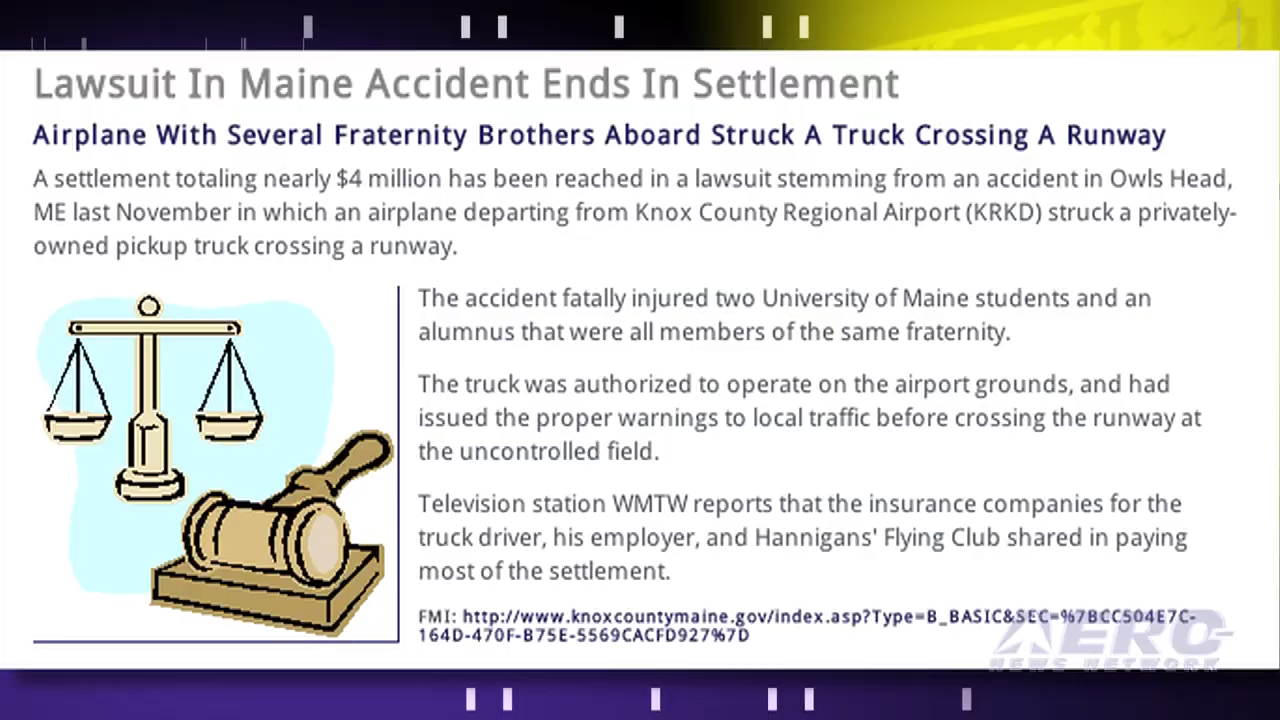 Lawsuit In Maine Accident Ends In Settlement
Airplane With Several Fraternity Brothers Aboard Struck A Truck Crossing A Runway
A settlement totaling nearly $4 million has been reached in a lawsuit stemming from an accident in Owls Head,
ME last November in which an airplane departing from Knox County Regional Airport (KRKD) struck a privately-
owned pickup truck crossing a runway.
The accident fatally injured two University of Maine students and an
alumnus that were all members of the same fraternity.
The truck was authorized to operate on the airport grounds, and had
issued the proper warnings to local traffic before crossing the runway at
the uncontrolled field.
Television station WMTW reports that the insurance companies for the
truck driver, his employer, and Hannigans' Flying Club shared in paying
most of the settlement.
FMI: http://www.knoxcountymaine.gov/index.asp?Type=B_BASIC&SEC=%7BCC504E7C-
164D-470F-B75E-5569CACFD927%7D
AERO
NEWS NETWORK